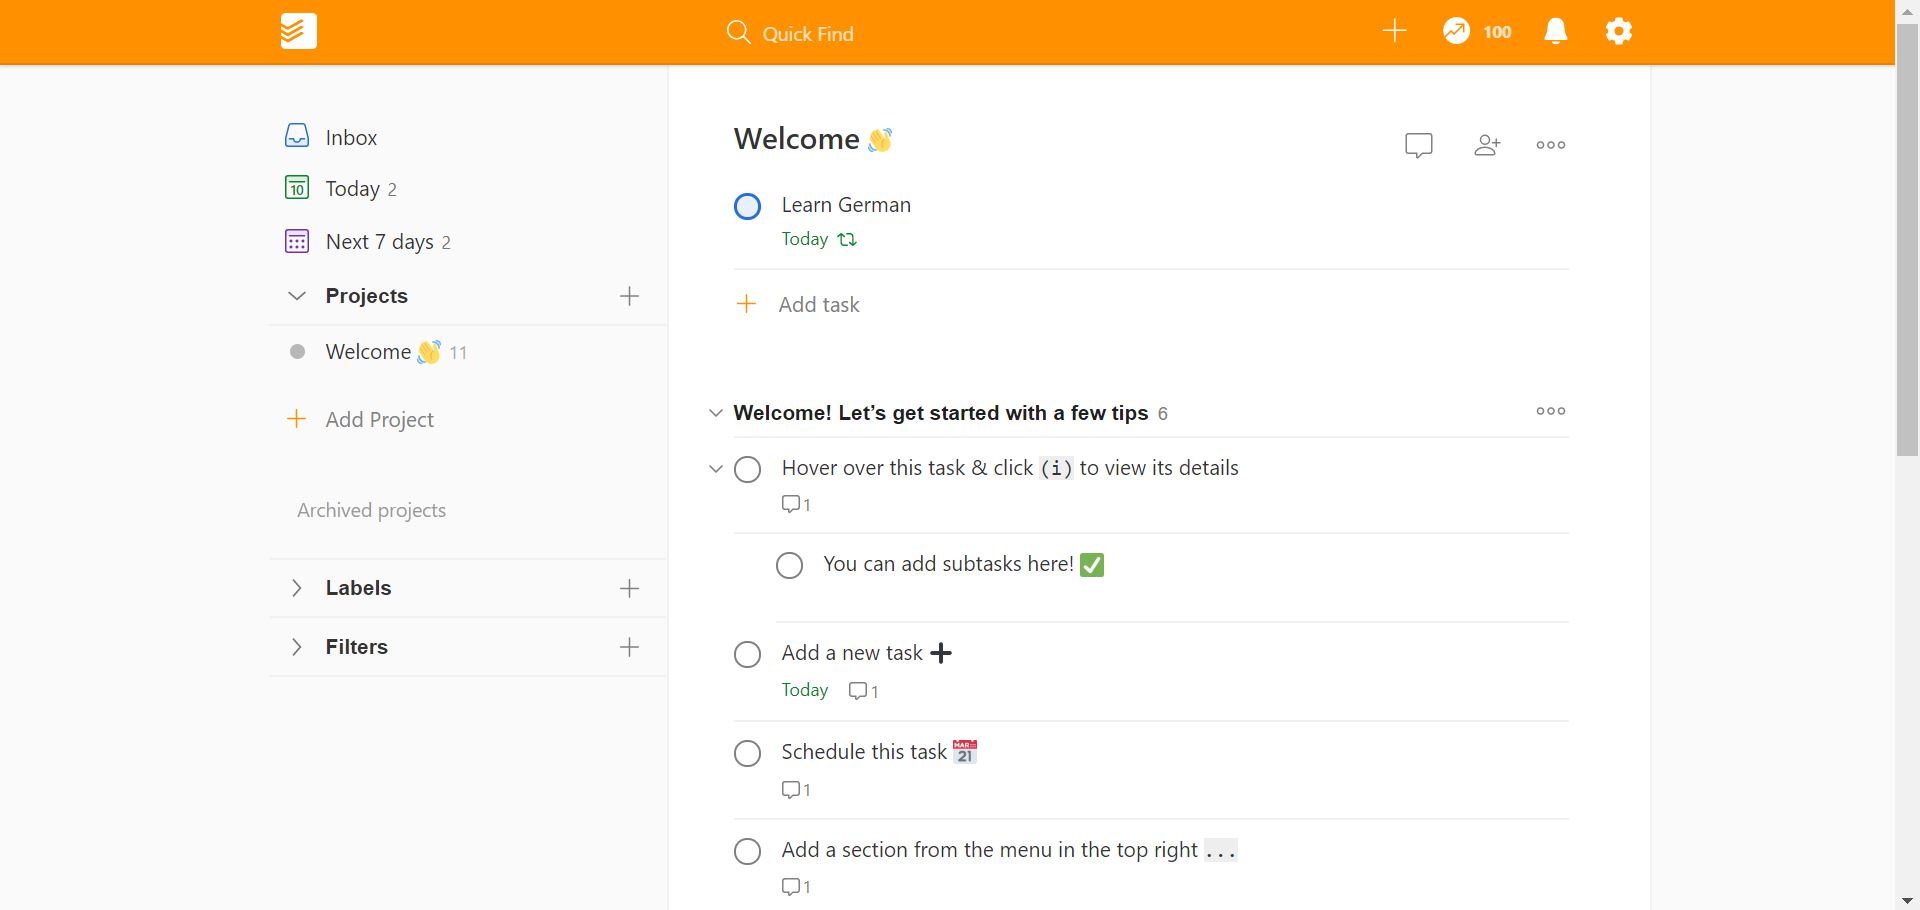 Quick Find
100
Inbox
10
Today 2
Next 7 days 2
Projects
Welcome 👋 11
Add Project
Archived projects
Labels
Filters
Welcome 👋
Learn German
Today
Add task
Welcome! Let’s get started with a few tips 6
Hover over this task & click (i) to view its details
1
You can add subtasks here! ✅
Add a new task ➕
Today 1
Schedule this task 📅 MAR 21
1
Add a section from the menu in the top right ...
1